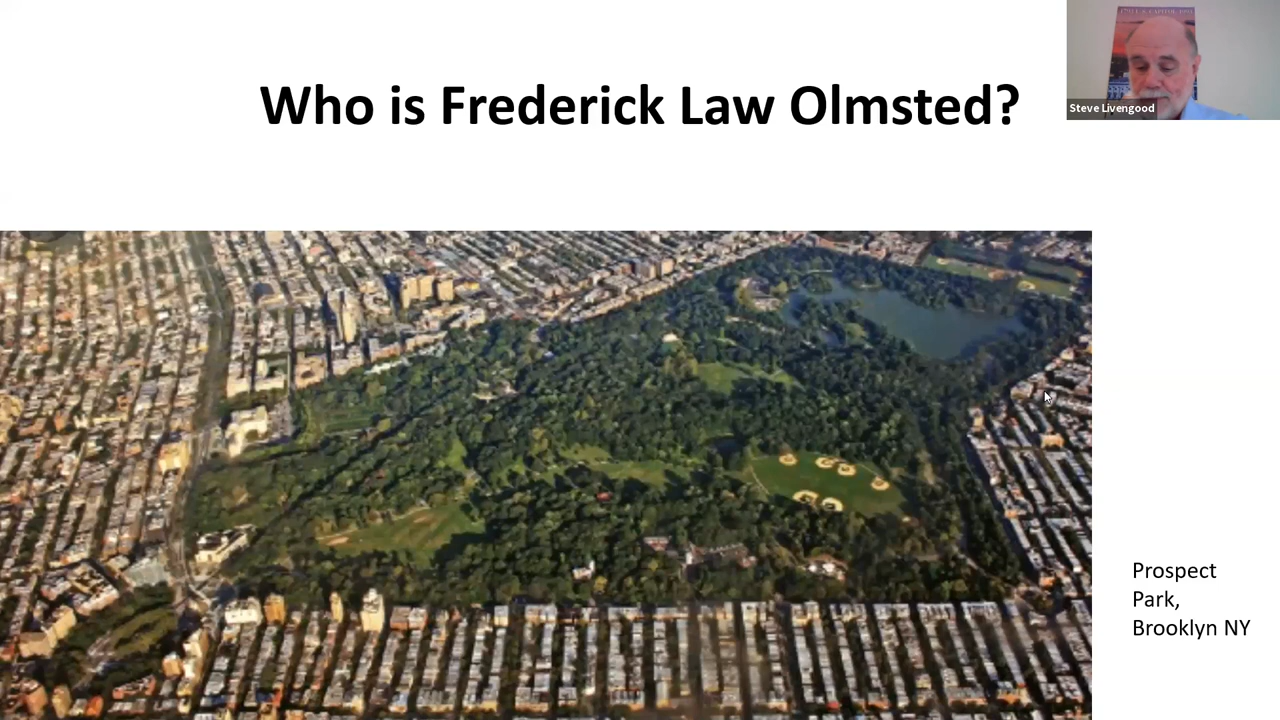 Who is Frederick Law Olmsted?
Steve Livengood
Prospect
Park,
Brooklyn NY